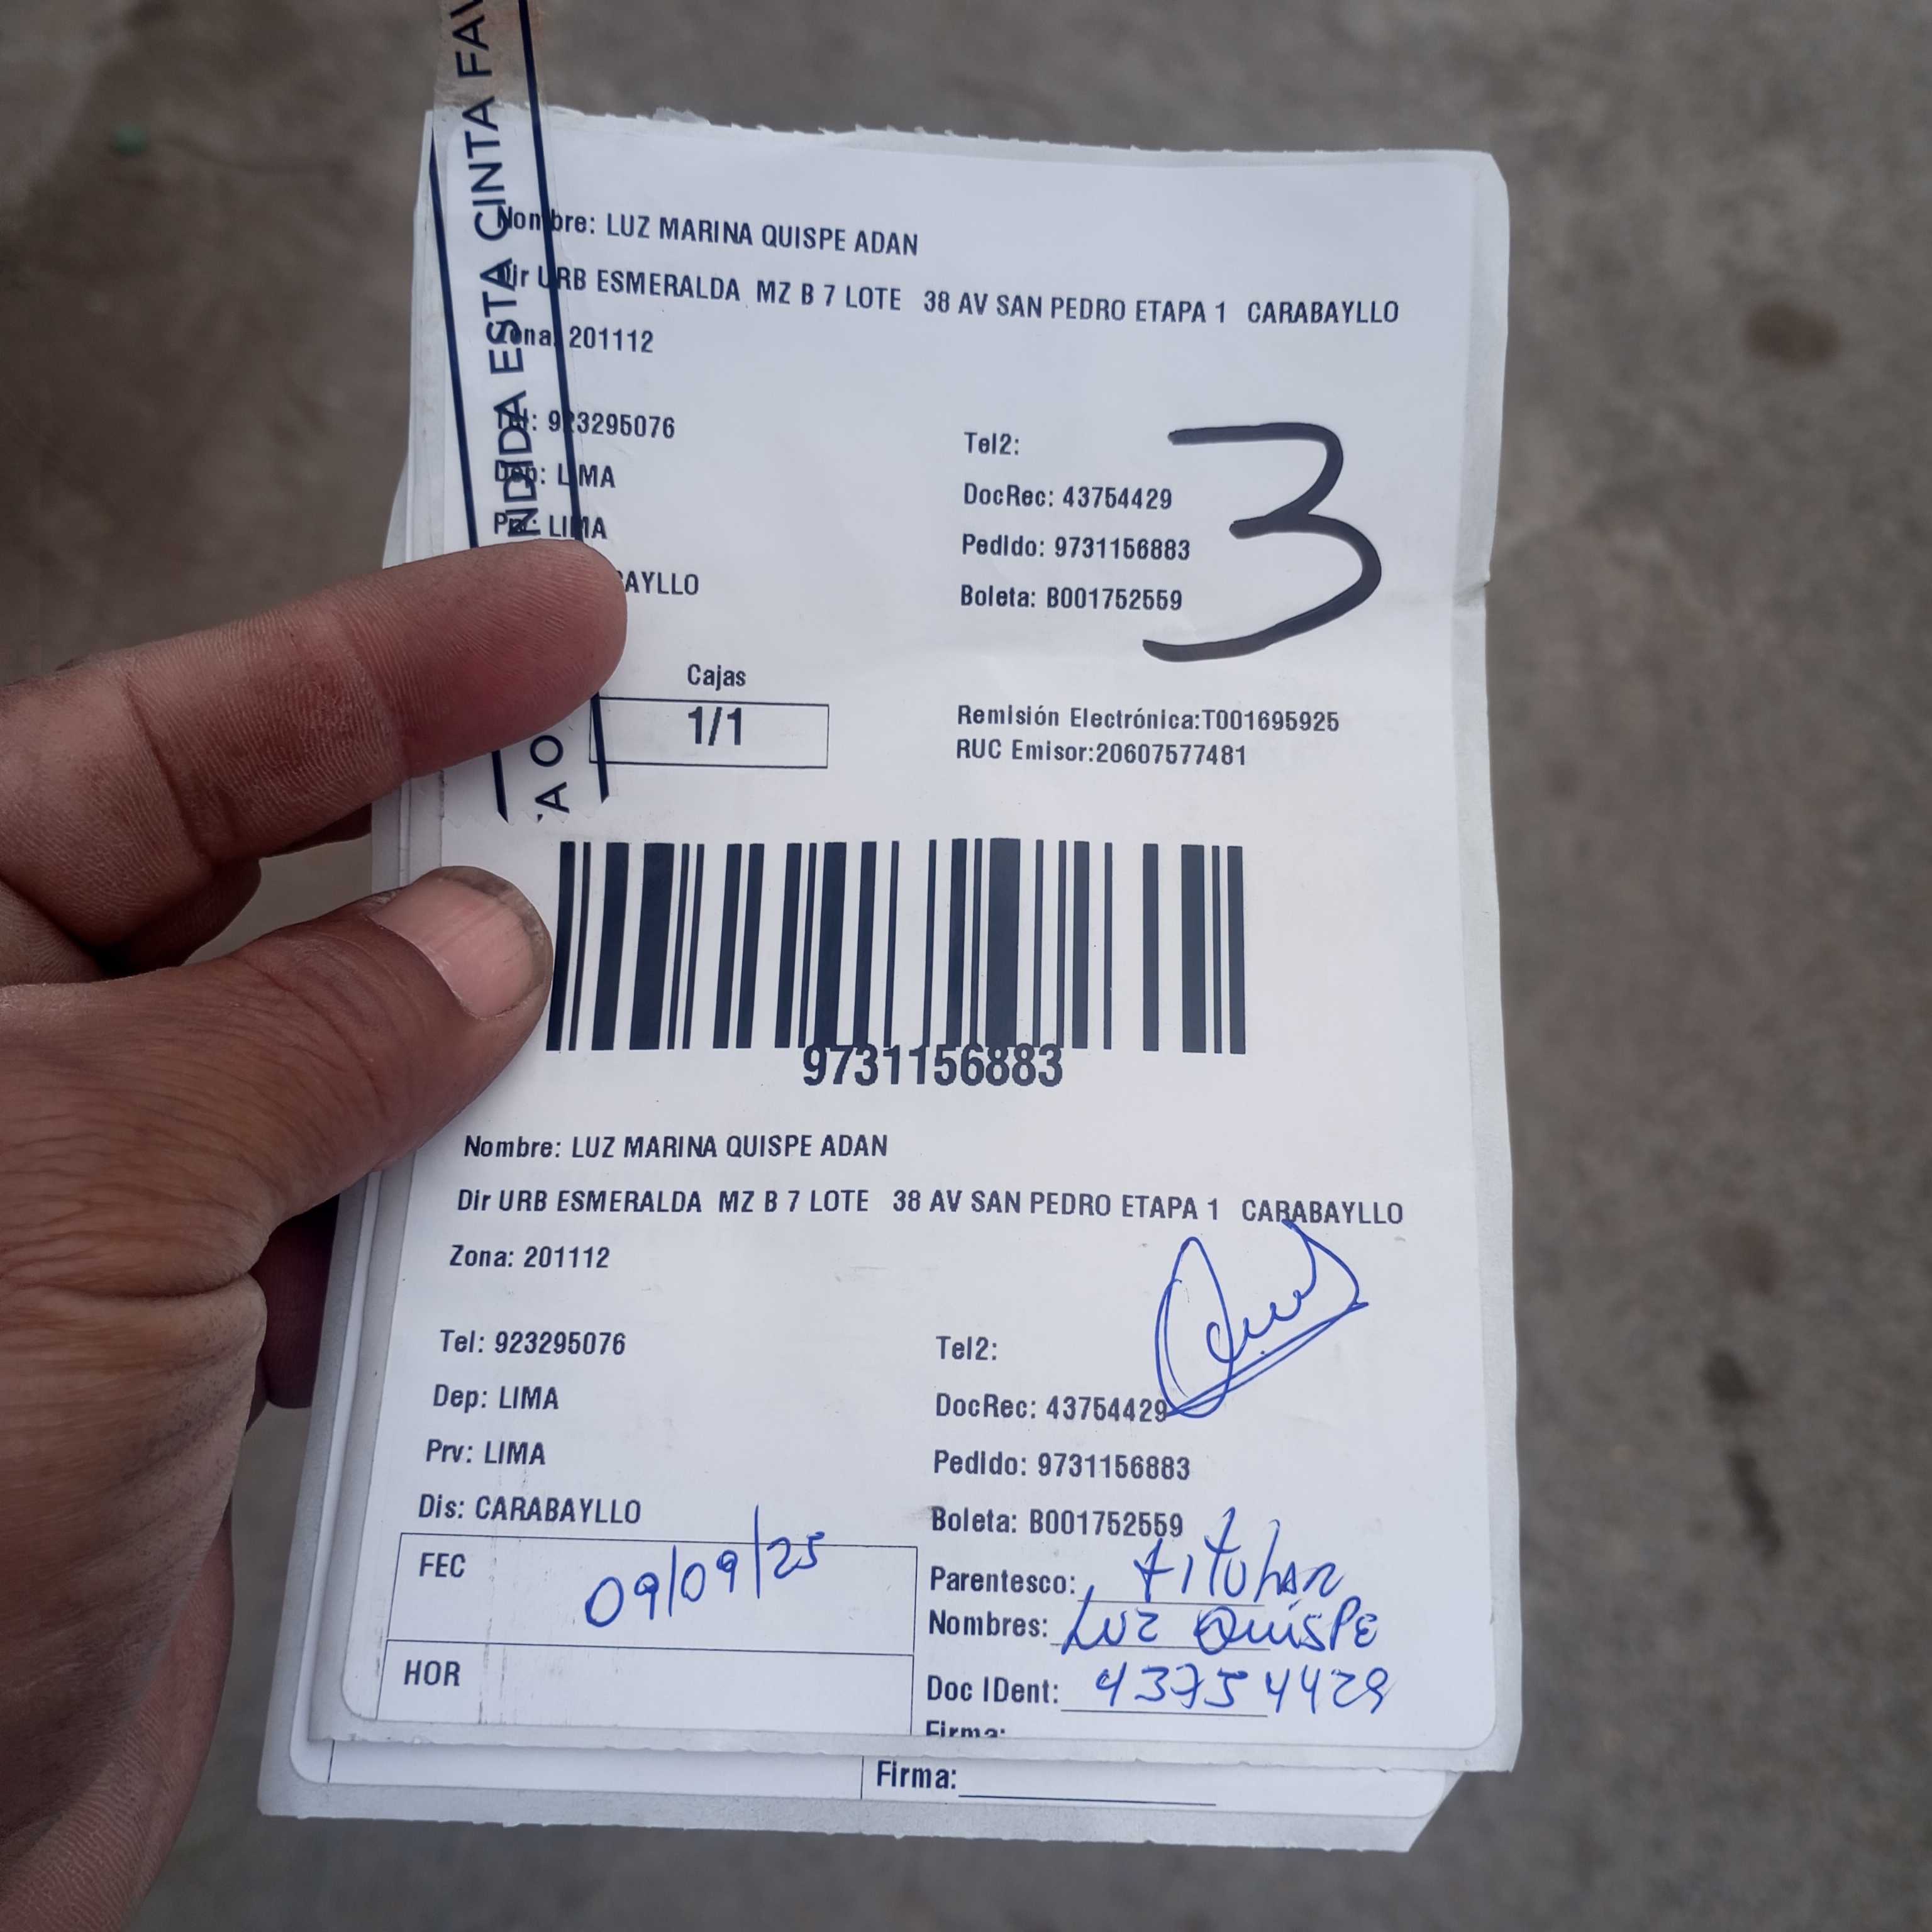 NDIDA ESTA CINTA FAV
Nombre: LUZ MARINA QUISPE ADAN
Dir URB ESMERALDA MZ B 7 LOTE 38 AV SAN PEDRO ETAPA 1 CARABAYLLO
Zona: 201112
Tel: 923295076
Tel2:
3
Dep: LIMA
DocRec: 43754429
Prv: LIMA
PedIdo: 9731156883
AYLLO
Boleta: B001752559
Cajas
1/1
Remisión Electrónica:T001695925
RUC Emisor:20607577481
A O
9731156883
Nombre: LUZ MARINA QUISPE ADAN
Dir URB ESMERALDA MZ B 7 LOTE 38 AV SAN PEDRO ETAPA 1 CARABAYLLO
Zona: 201112
Tel: 923295076
Tel2:
Dep: LIMA
DocRec: 43754429
Prv: LIMA
PedIdo: 9731156883
Dis: CARABAYLLO
Boleta: B001752559
FEC 09/09/25
Parentesco: titular
Nombres: Luz Quispe
HOR
Doc IDent: 43754429
Firma:
Firma: